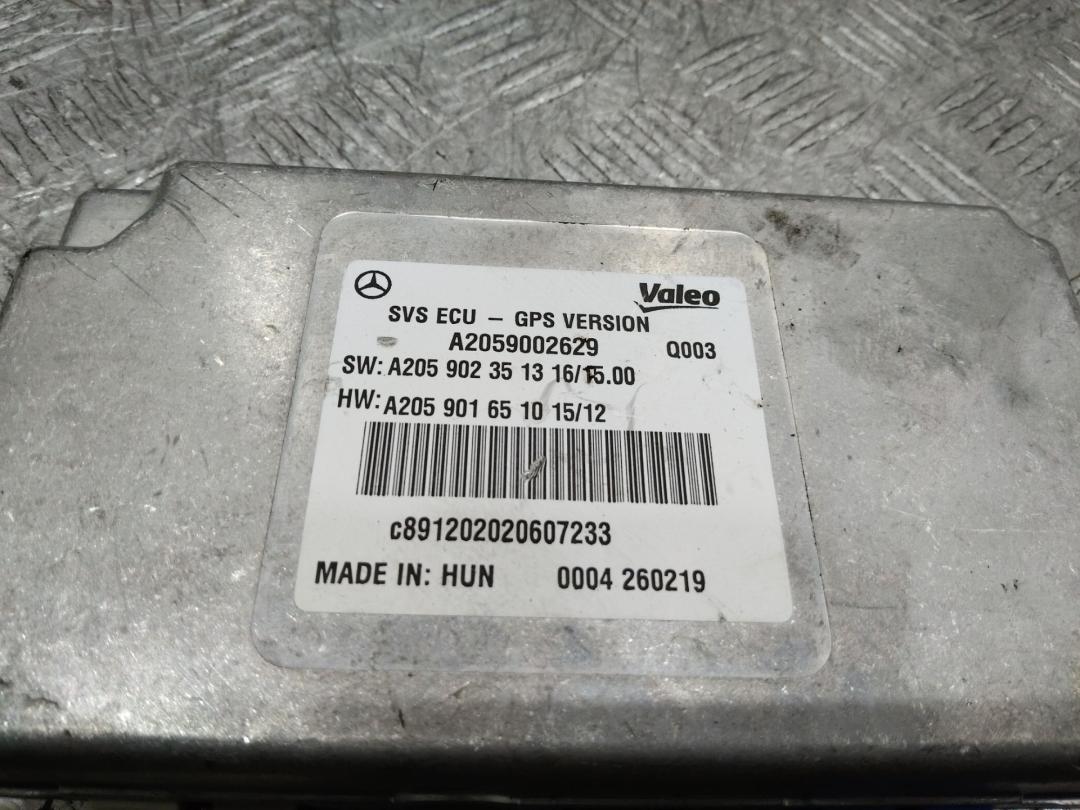 Valeo
SVS ECU – GPS VERSION
A2059002629 Q003
SW: A205 902 35 13 16/15.00
HW: A205 901 65 10 15/12
c891202020607233
MADE IN: HUN 0004 260219